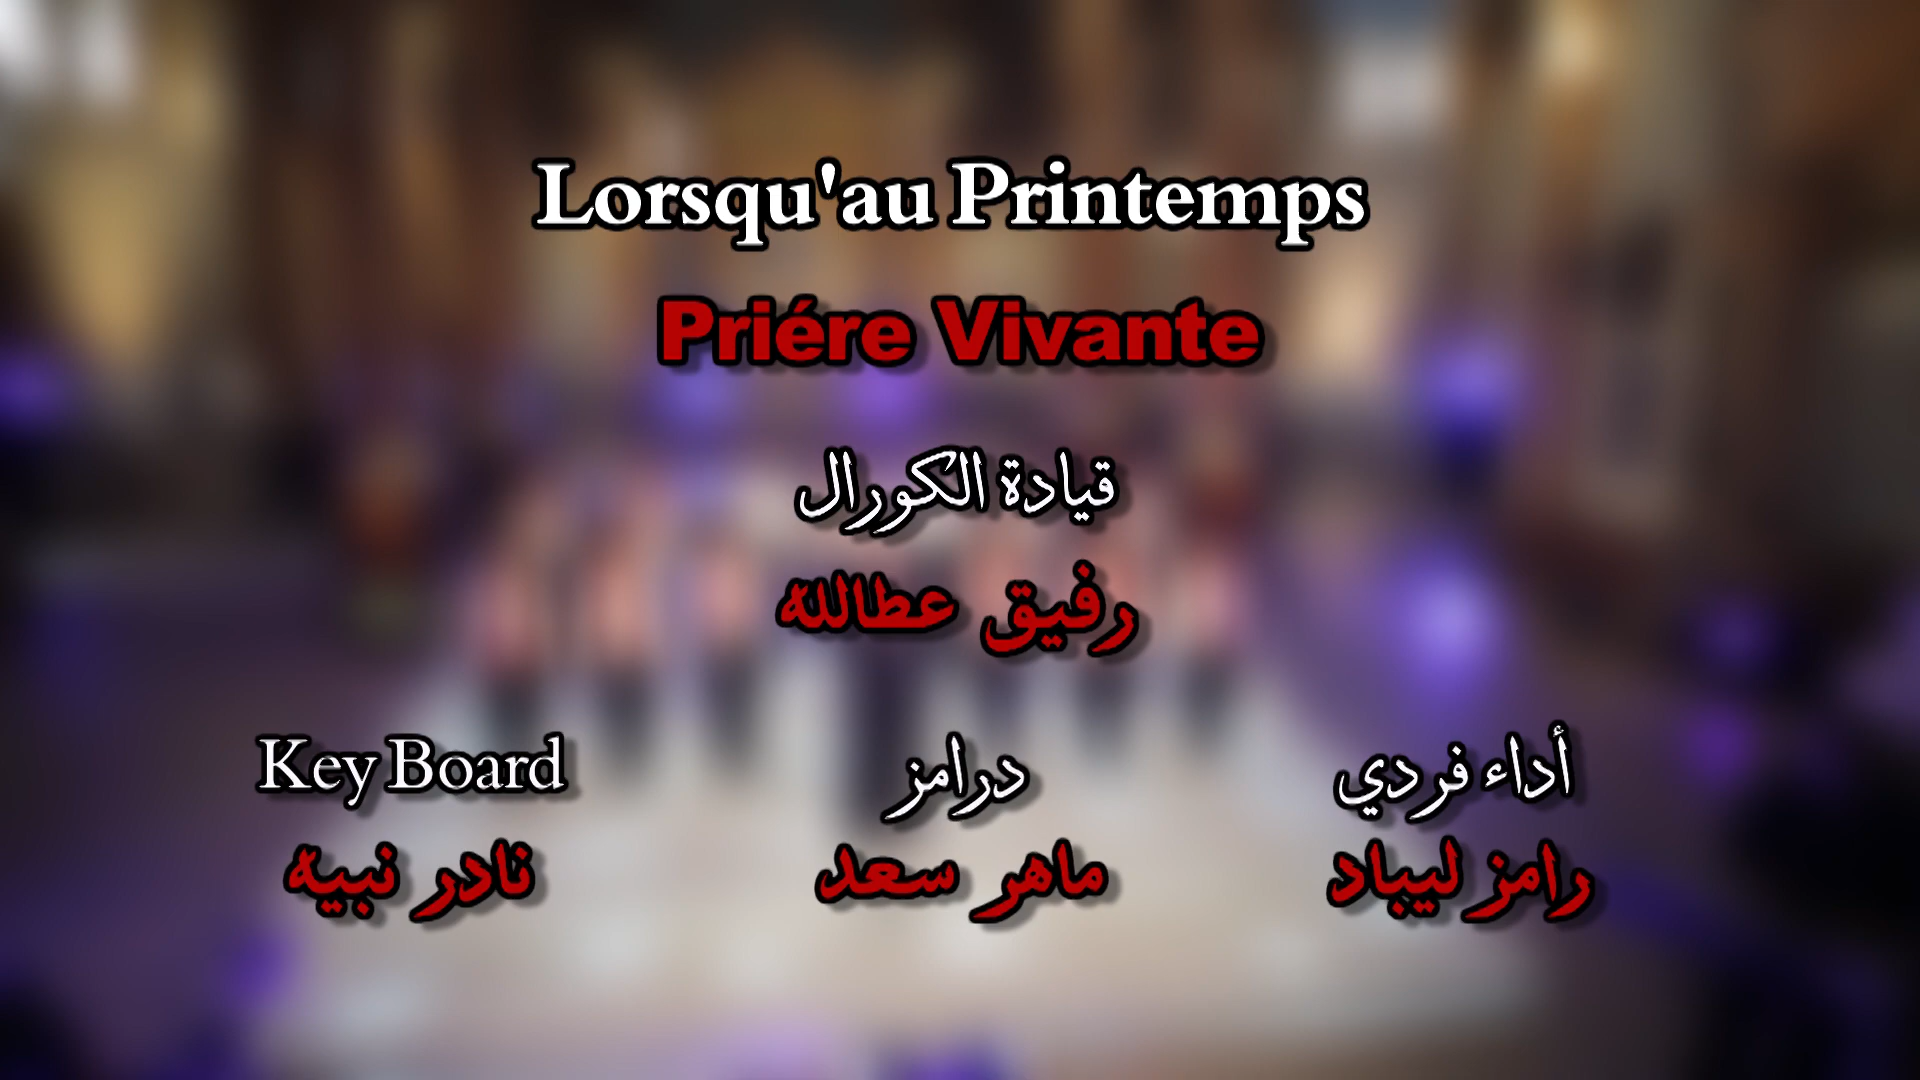 Lorsqu'au Printemps
Priére Vivante
قيادة الكورال
رفيق عطالله
أداء فردي
رامز ليباد
درامز
ماهر سعد
Key Board
نادر نبيه